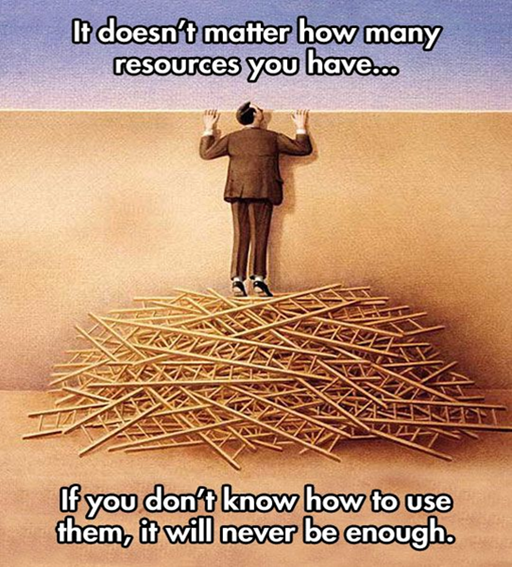 It doesn't matter how many
resources you have...
If you don't know how to use
them, it will never be enough.